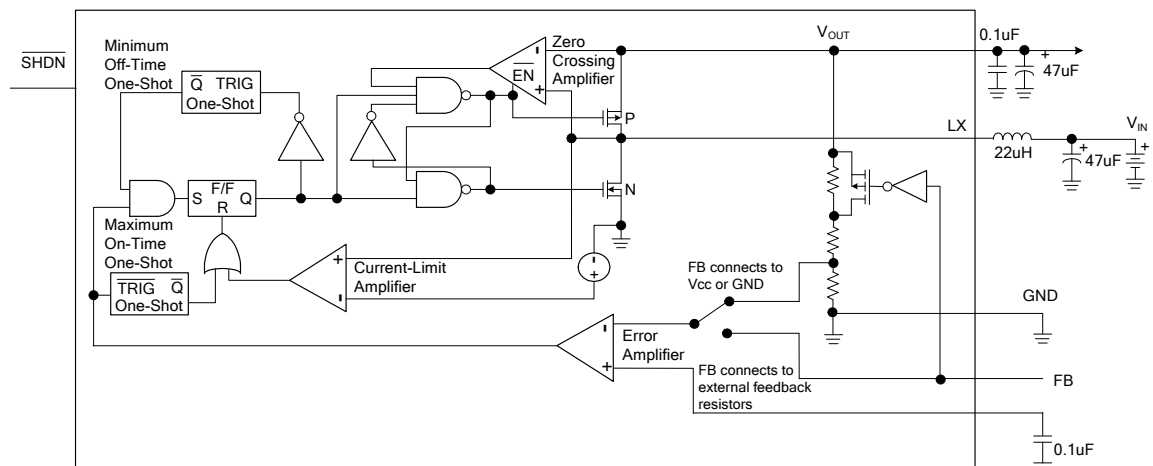 SHDN
Minimum
Off-Time
One-Shot
Q TRIG
One-Shot
Zero
Crossing
Amplifier
EN
-
+
P
VOUT
0.1uF
+
47uF
LX
22uH
+
47uF
VIN
+
S F/F Q
R
N
Maximum
On-Time
One-Shot
TRIG Q
One-Shot
+
-
Current-Limit
Amplifier
-
+
FB connects to
Vcc or GND
GND
-
+
Error
Amplifier
FB connects to
external feedback
resistors
FB
0.1uF